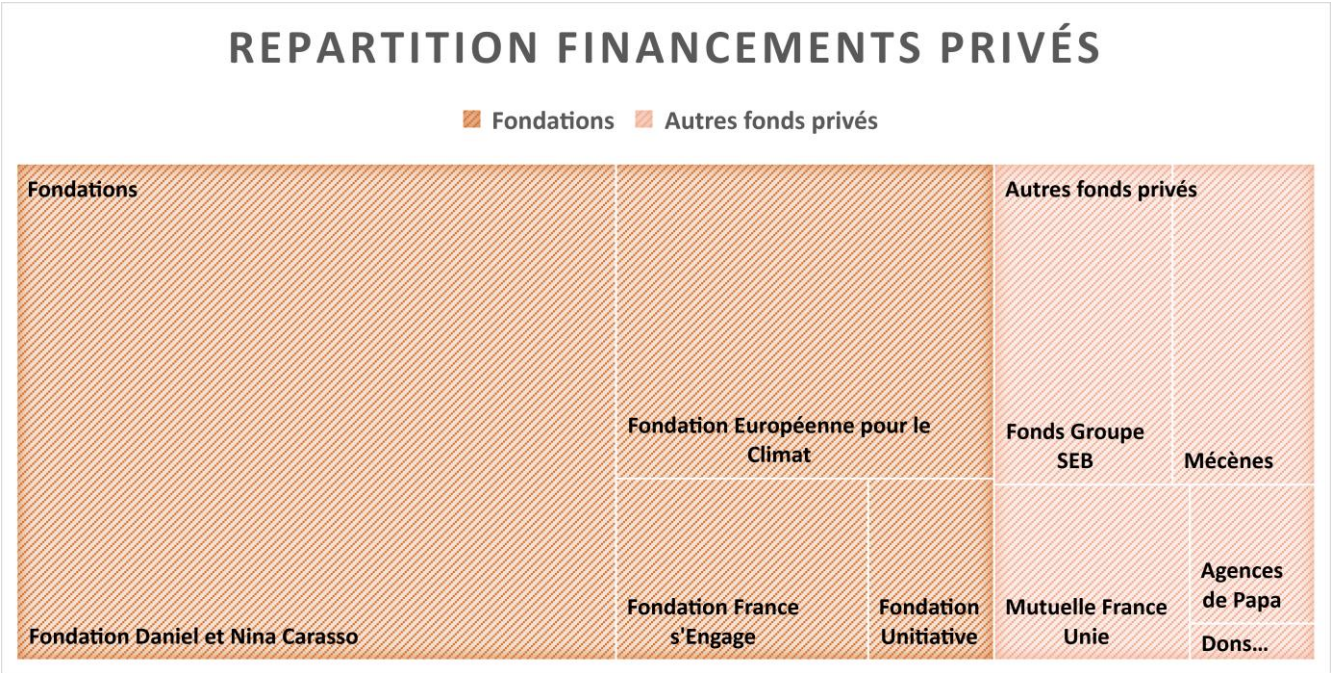 REPARTITION FINANCEMENTS PRIVÉS
Fondations Autres fonds privés
Fondations
Fondation Daniel et Nina Carasso
Fondation Européenne pour le
Climat
Fondation France
s'Engage
Fondation
Unitiative
Autres fonds privés
Fonds Groupe
SEB
Mécènes
Mutuelle France
Unie
Agences
de Papa
Dons...